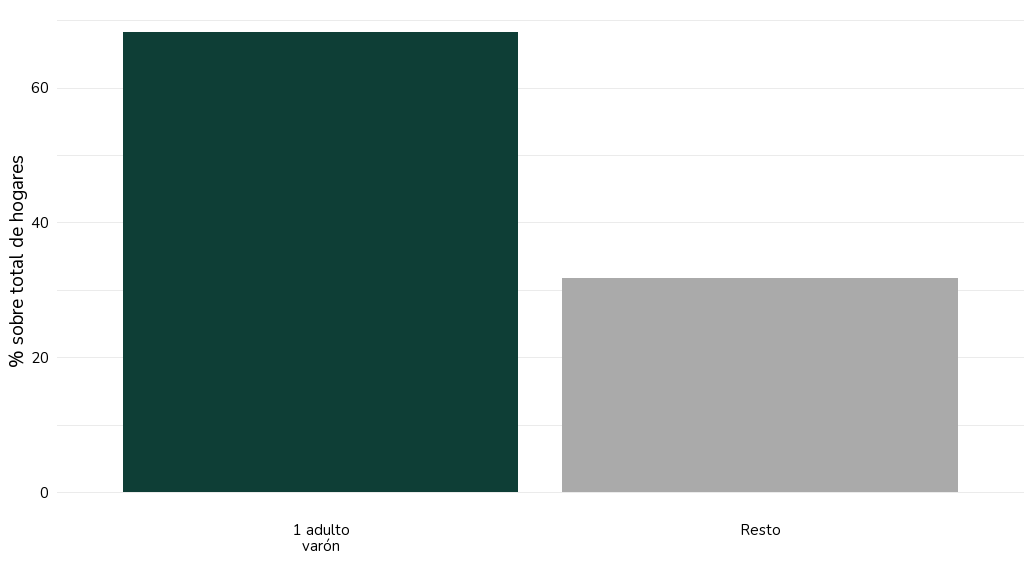 % sobre total de hogares
60
40
20
0
1 adulto
varón
Resto